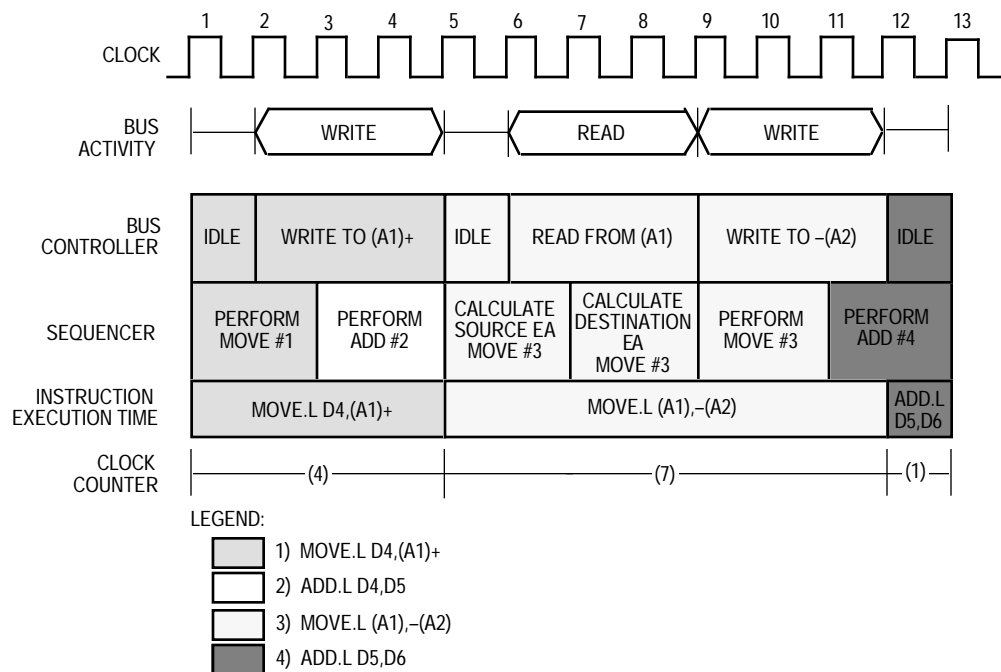 1 2 3 4 5 6 7 8 9 10 11 12 13
CLOCK
BUS
ACTIVITY
WRITE
READ
WRITE
BUS
CONTROLLER
IDLE
WRITE TO (A1)+
IDLE
READ FROM (A1)
WRITE TO –(A2)
IDLE
SEQUENCER
PERFORM
MOVE #1
PERFORM
ADD #2
CALCULATE
SOURCE EA
MOVE #3
CALCULATE
DESTINATION
EA
MOVE #3
PERFORM
MOVE #3
PERFORM
ADD #4
INSTRUCTION
EXECUTION TIME
MOVE.L D4,(A1)+
MOVE.L (A1),–(A2)
ADD.L
D5,D6
CLOCK
COUNTER
(4)
(7)
(1)
LEGEND:
1) MOVE.L D4,(A1)+
2) ADD.L D4,D5
3) MOVE.L (A1),–(A2)
4) ADD.L D5,D6